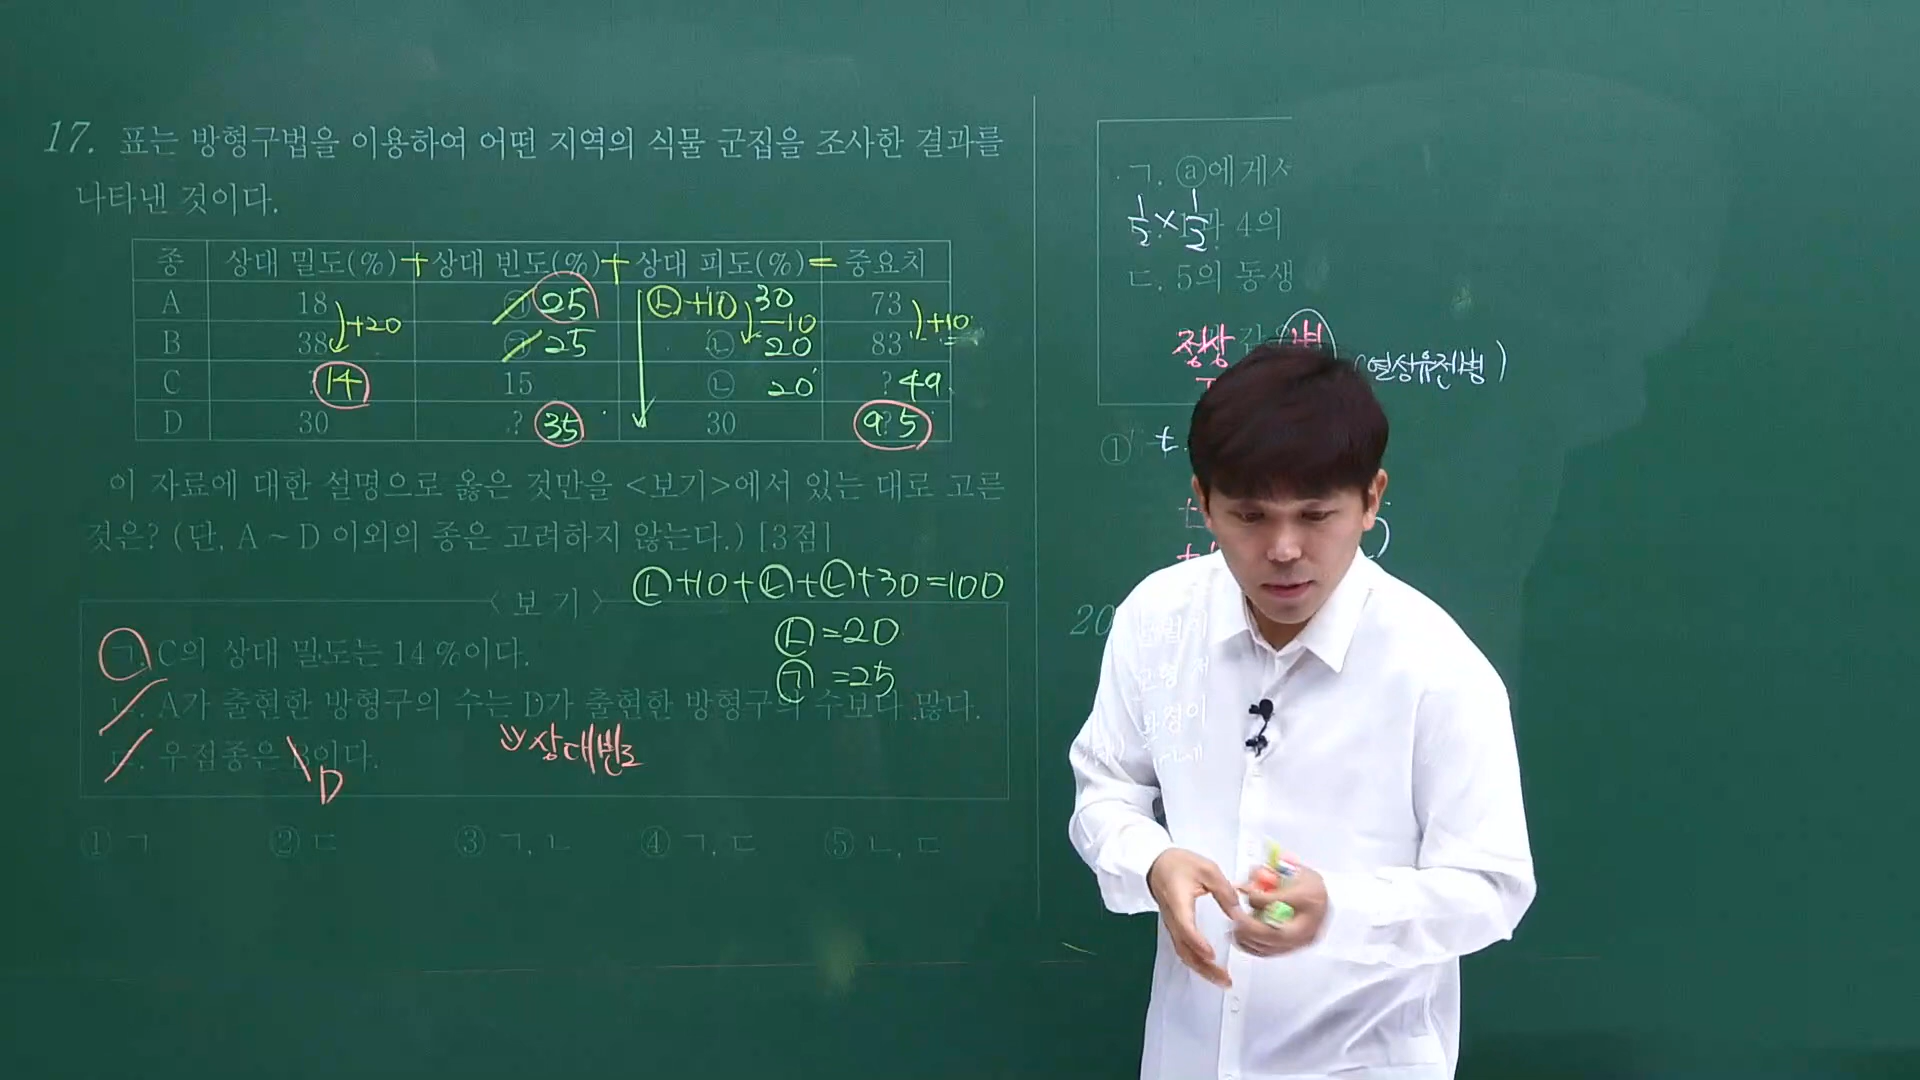 17. 표는 방형구법을 이용하여 어떤 지역의 식물 군집을 조사한 결과를
나타낸 것이다.
종 상대 밀도(%) + 상대 빈도(%) + 상대 피도(%) = 중요치
A 18 ㉠ 25 ㉡+10 30 73
+20 -10 +10
B 38 ㉠ 25 ㉡ 20 83
C ? 14 15 ㉡ 20 ? 49
D 30 ? 35 30 ? 95
이 자료에 대한 설명으로 옳은 것만을 <보기>에서 있는 대로 고른
것은? (단, A ~ D 이외의 종은 고려하지 않는다.) [3점]
㉡+10+㉡+㉡+30=100
<보 기>
㉡=20
㉠=25
ㄱ. C의 상대 밀도는 14%이다.
ㄴ. A가 출현한 방형구의 수는 D가 출현한 방형구의 수보다 많다.
상대빈도
ㄷ. 우점종은 B이다.
D
① ㄱ ② ㄷ ③ ㄱ, ㄴ ④ ㄱ, ㄷ ⑤ ㄴ, ㄷ
ㄱ. ⓐ에게서
1/2 × 1/2 4의
ㄷ. 5의 동생
정상 병
(열성유전병)
① t
20